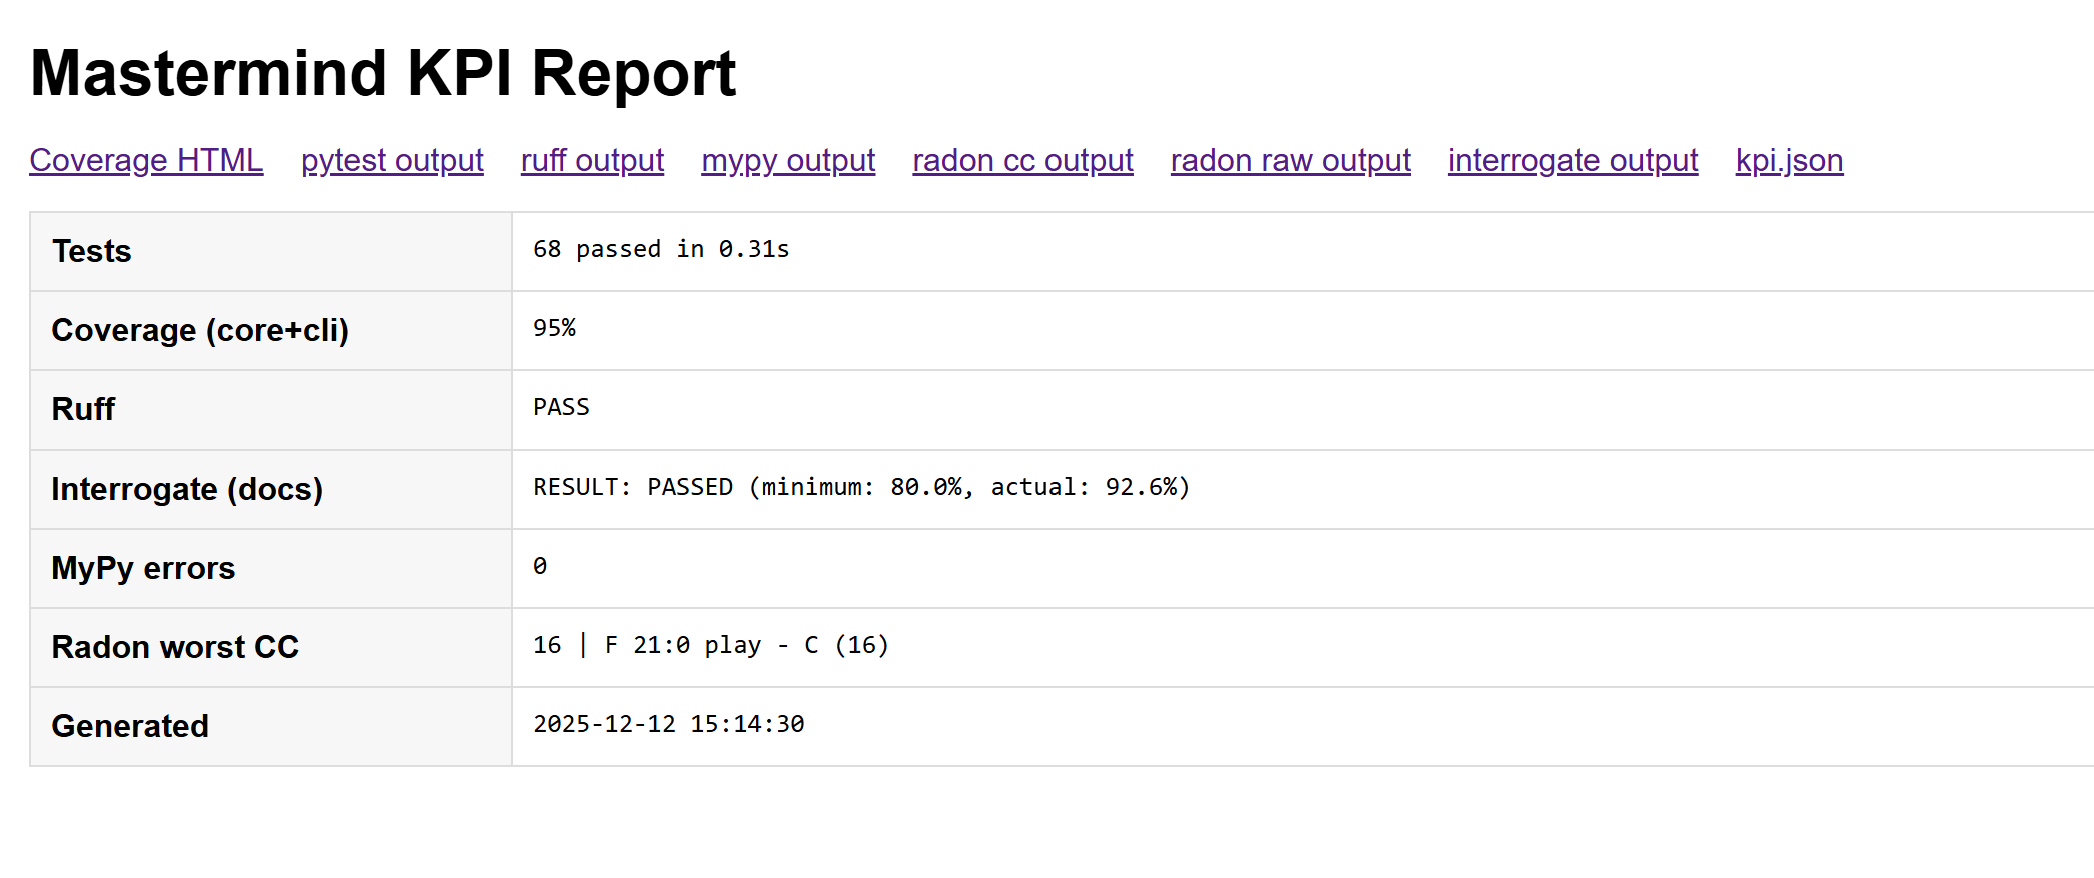 Mastermind KPI Report
Coverage HTML pytest output ruff output mypy output radon cc output radon raw output interrogate output kpi.json
Tests 68 passed in 0.31s
Coverage (core+cli) 95%
Ruff PASS
Interrogate (docs) RESULT: PASSED (minimum: 80.0%, actual: 92.6%)
MyPy errors 0
Radon worst CC 16 | F 21:0 play - C (16)
Generated 2025-12-12 15:14:30